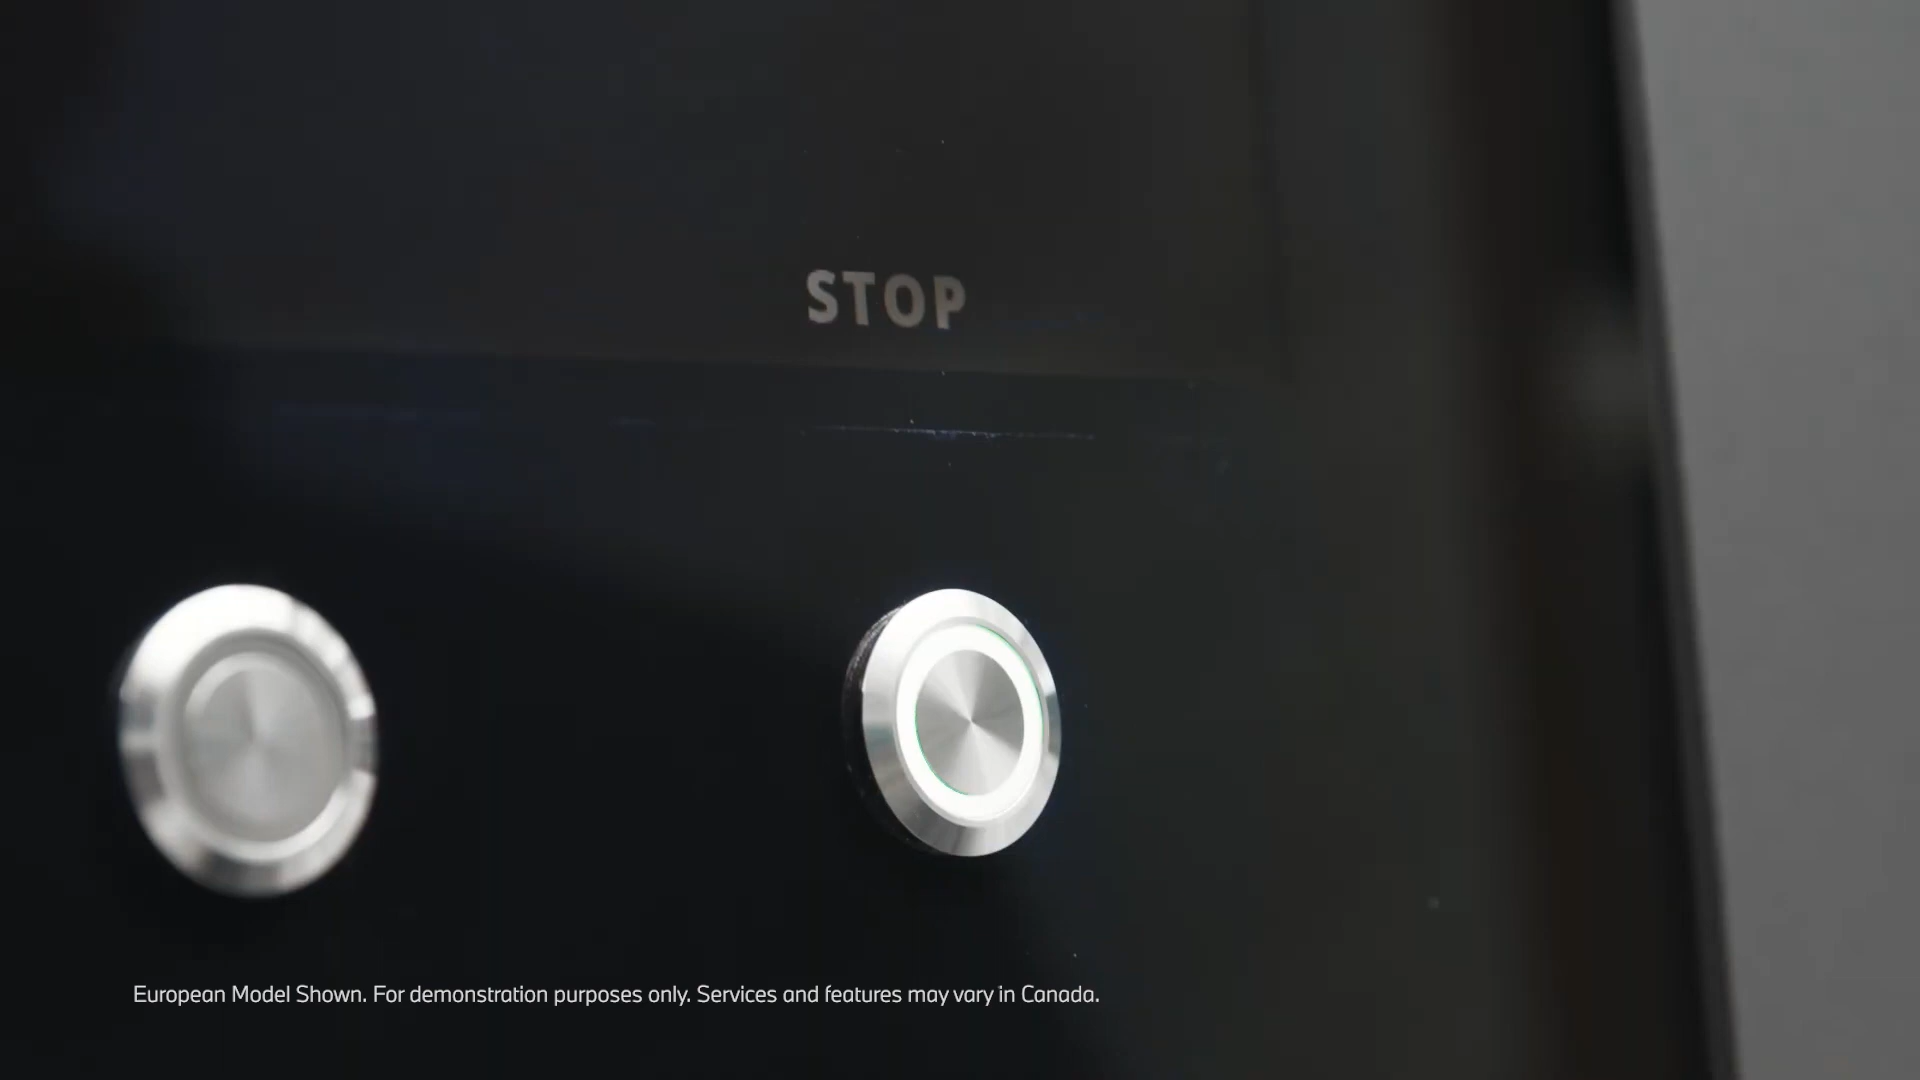 STOP
European Model Shown. For demonstration purposes only. Services and features may vary in Canada.